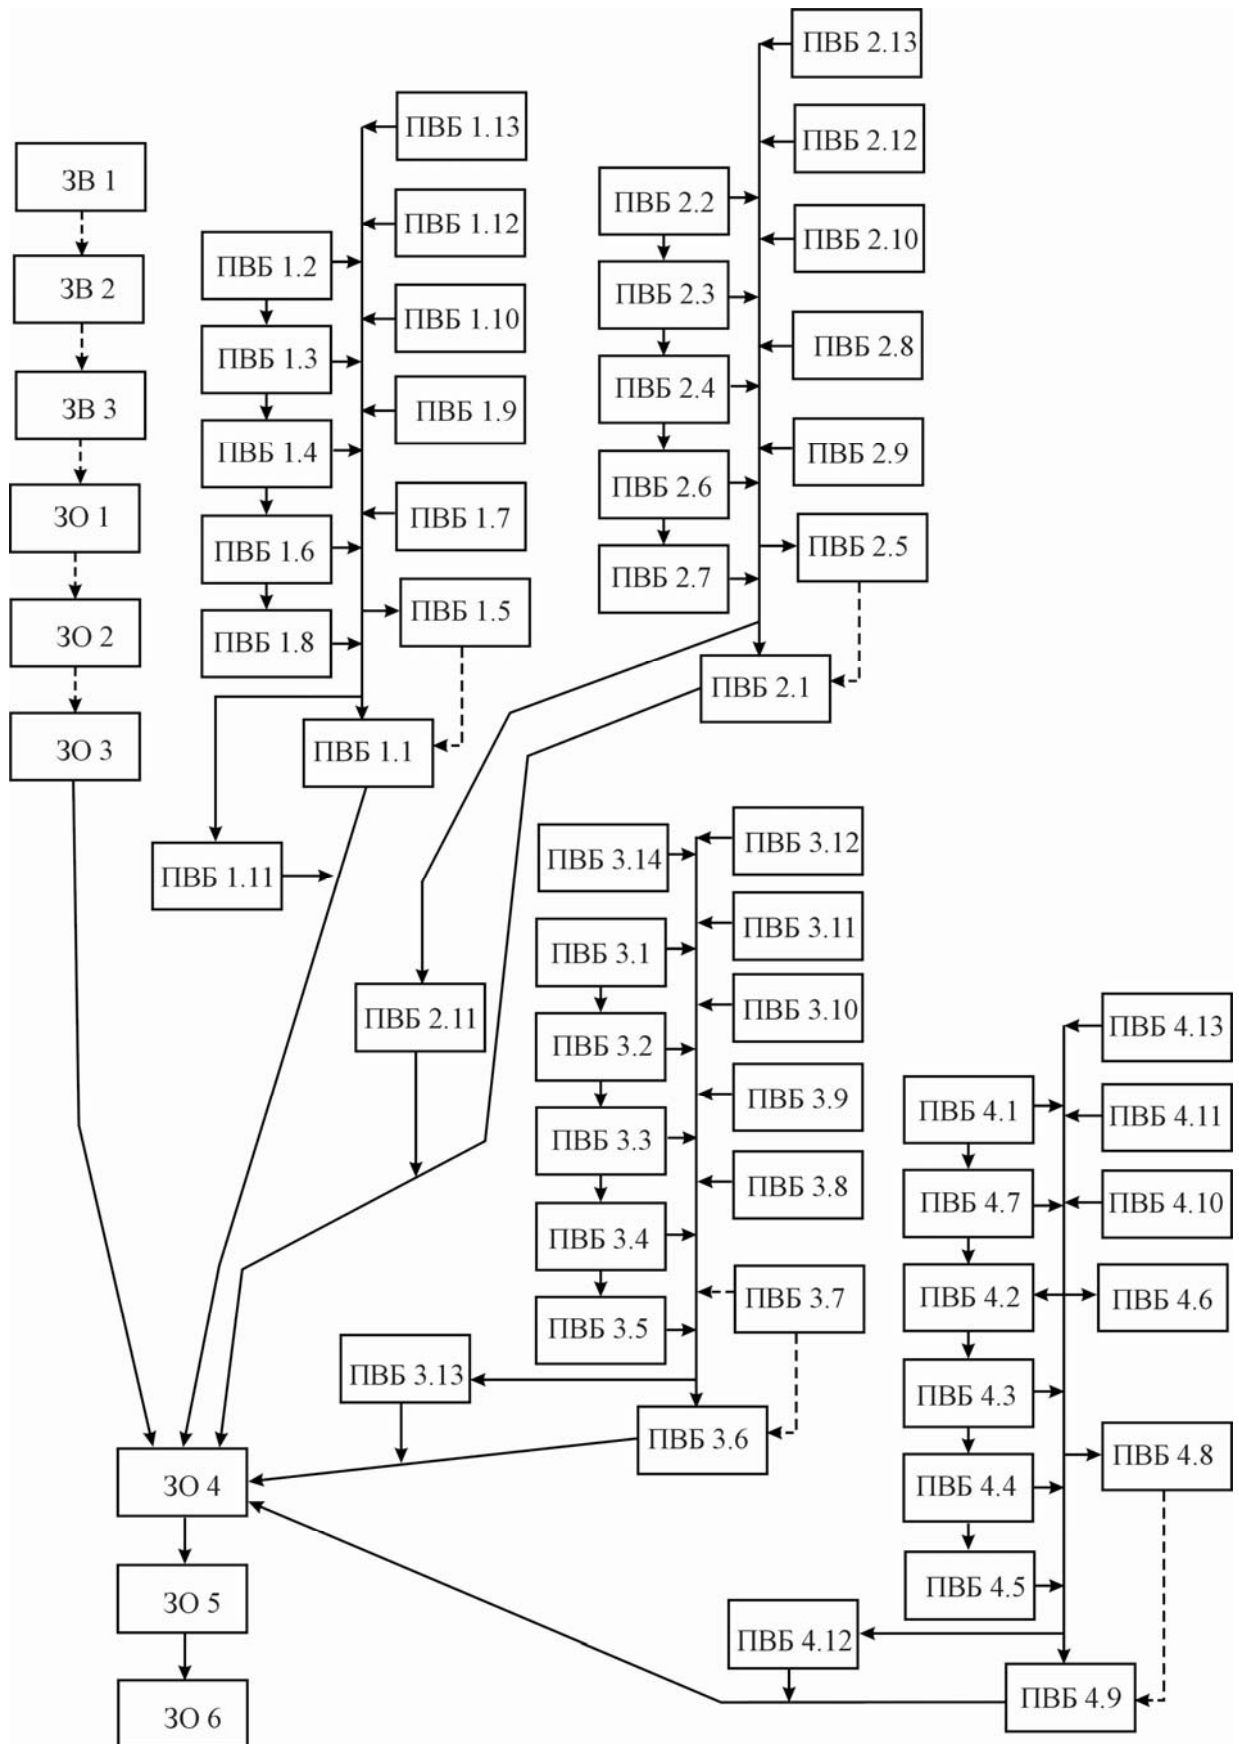 ПВБ 2.13
ПВБ 1.13
ПВБ 2.12
ЗВ 1
ПВБ 2.2
ПВБ 1.12
ПВБ 2.10
ПВБ 1.2
ЗВ 2
ПВБ 2.3
ПВБ 1.10
ПВБ 2.8
ПВБ 1.3
ПВБ 2.4
ЗВ 3
ПВБ 1.9
ПВБ 1.4
ПВБ 2.9
ПВБ 2.6
ЗО 1
ПВБ 1.7
ПВБ 1.6
ПВБ 2.5
ПВБ 2.7
ПВБ 1.5
ЗО 2
ПВБ 1.8
ПВБ 2.1
ЗО 3
ПВБ 1.1
ПВБ 3.12
ПВБ 3.14
ПВБ 1.11
ПВБ 3.11
ПВБ 3.1
ПВБ 3.10
ПВБ 2.11
ПВБ 4.13
ПВБ 3.2
ПВБ 3.9
ПВБ 4.1
ПВБ 4.11
ПВБ 3.3
ПВБ 3.8
ПВБ 4.7
ПВБ 4.10
ПВБ 3.4
ПВБ 3.7
ПВБ 4.2
ПВБ 4.6
ПВБ 3.5
ПВБ 3.13
ПВБ 4.3
ПВБ 3.6
ПВБ 4.8
ЗО 4
ПВБ 4.4
ПВБ 4.5
ЗО 5
ПВБ 4.12
ПВБ 4.9
ЗО 6